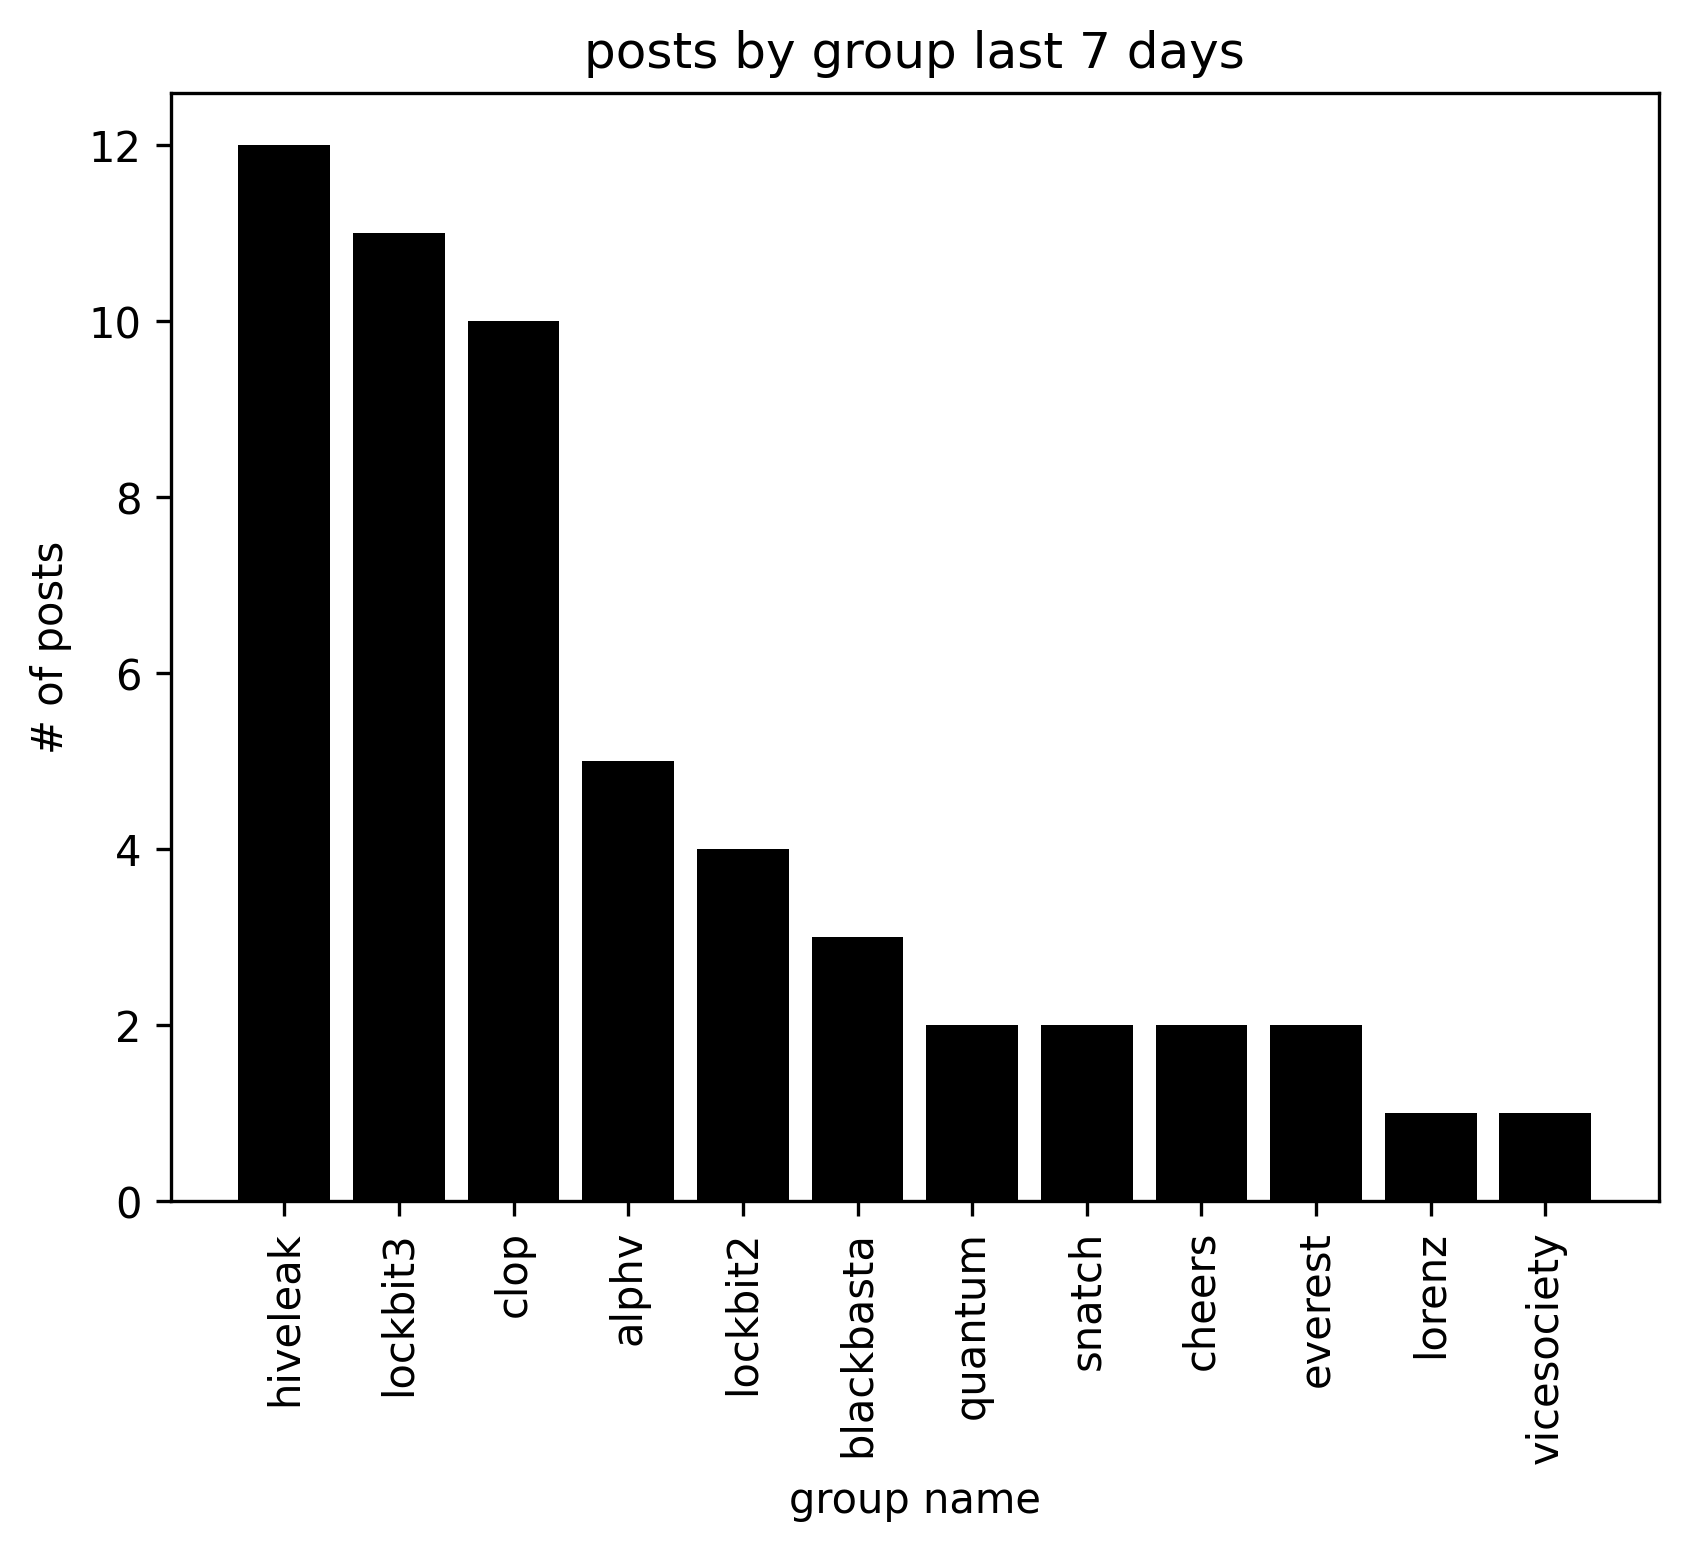 posts by group last 7 days
12
10
8
6
4
2
0
# of posts
hiveleak
lockbit3
clop
alphv
lockbit2
blackbasta
quantum
snatch
cheers
everest
lorenz
vicesociety
group name